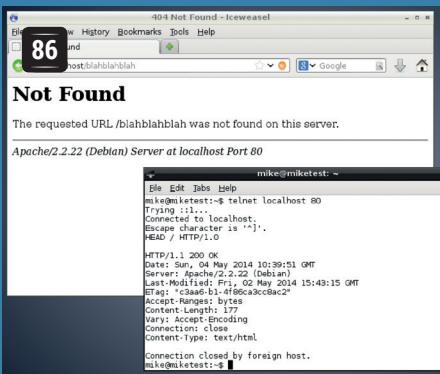 404 Not Found - Iceweasel
File w History Bookmarks Tools Help
und
86
host/blahblahblah
Google
Not Found
The requested URL /blahblahblah was not found on this server.
Apache/2.2.22 (Debian) Server at localhost Port 80
mike@miketest: ~
File Edit Tabs Help
mike@miketest:~$ telnet localhost 80
Trying ::1...
Connected to localhost.
Escape character is '^]'.
HEAD / HTTP/1.0
HTTP/1.1 200 OK
Date: Sun, 04 May 2014 10:39:51 GMT
Server: Apache/2.2.22 (Debian)
Last-Modified: Fri, 02 May 2014 15:43:15 GMT
ETag: "c3aa6-b1-4f86ca3cc8ac2"
Accept-Ranges: bytes
Content-Length: 177
Vary: Accept-Encoding
Connection: close
Content-Type: text/html
Connection closed by foreign host.
mike@miketest:~$